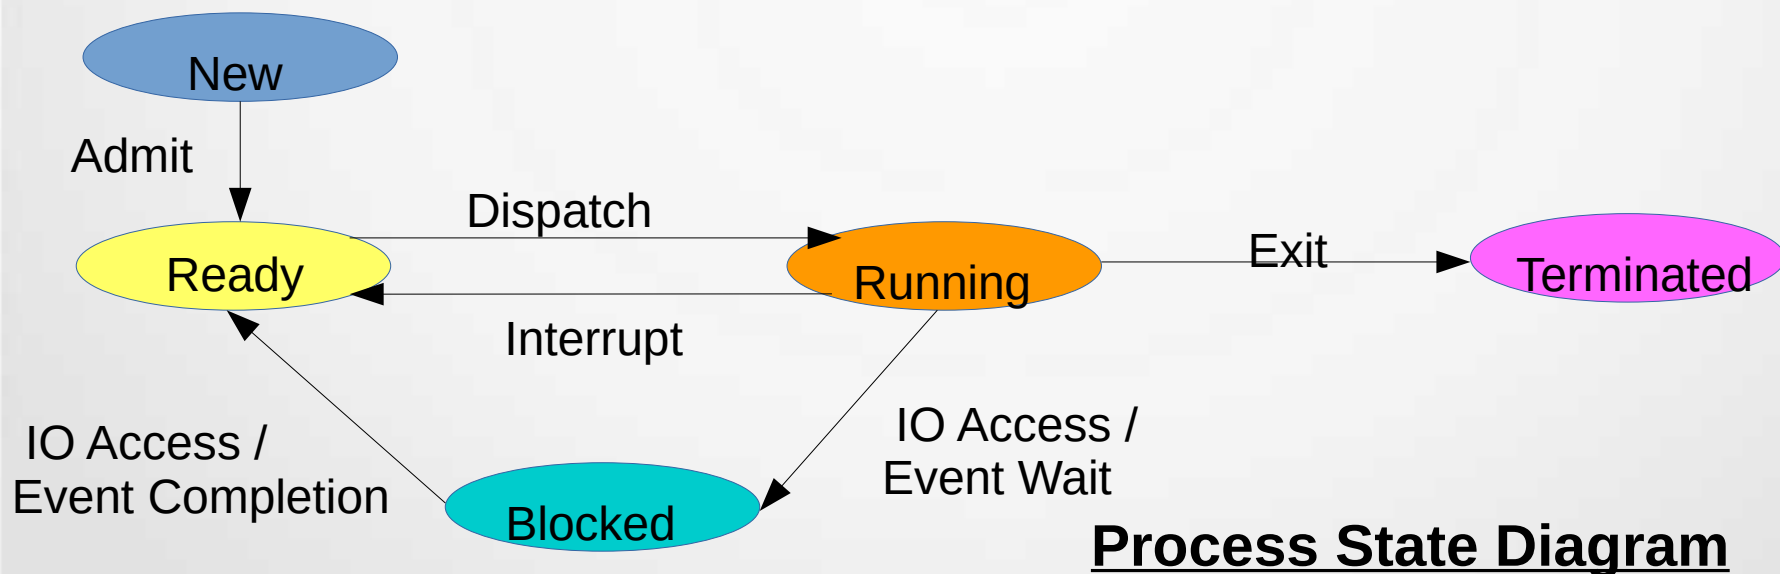 New
Admit
Dispatch
Ready
Running
Exit
Terminated
Interrupt
IO Access /
Event Completion
IO Access /
Event Wait
Blocked
Process State Diagram